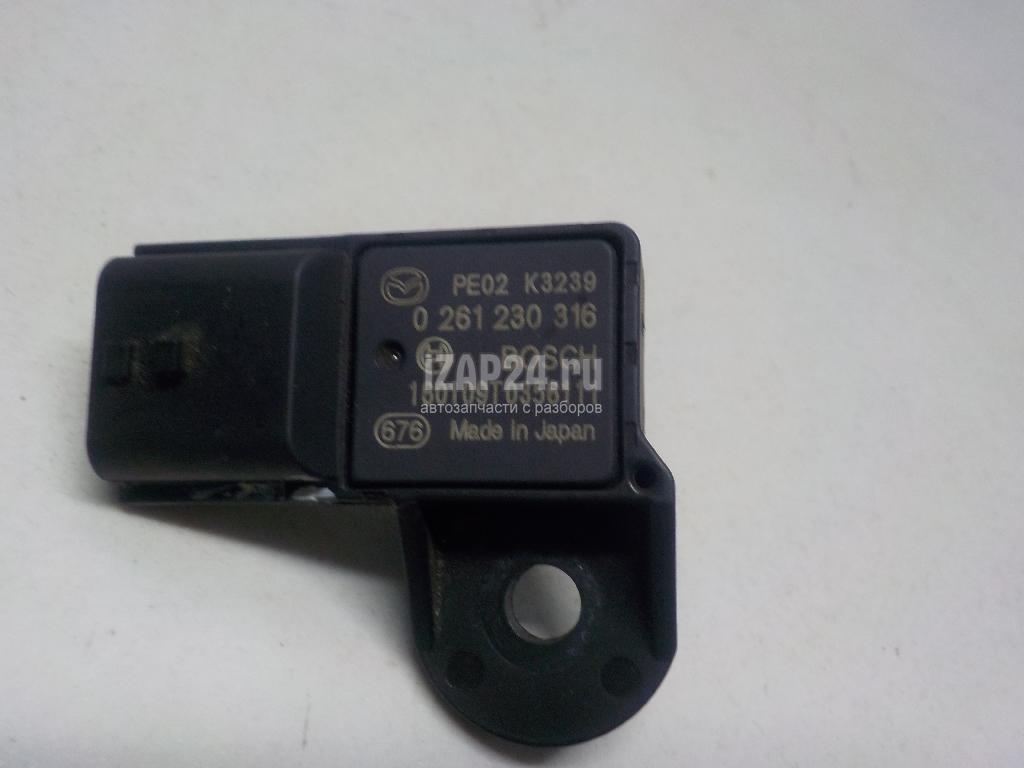 PE02 K3239
0 261 230 316
BOSCH
iZAP24.ru
автозапчасти с разборов
676 Made in Japan